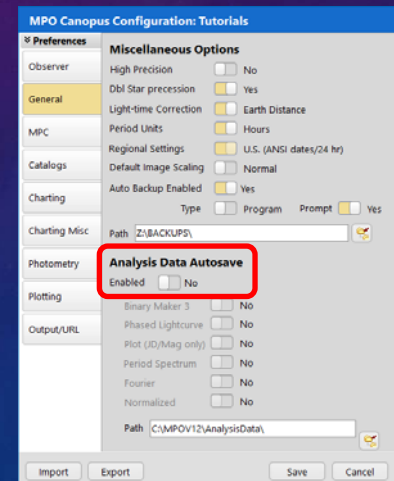 MPO Canopus Configuration: Tutorials
Preferences
Observer
General
MPC
Catalogs
Charting
Charting Misc
Photometry
Plotting
Output/URL
Miscellaneous Options
High Precision No
Dbl Star precession Yes
Light-time Correction Earth Distance
Period Units Hours
Regional Settings U.S. (ANSI dates/24 hr)
Default Image Scaling Normal
Auto Backup Enabled Yes
Type Program Prompt Yes
Path Z:\BACKUPS\
Analysis Data Autosave
Enabled No
Binary Maker 3 No
Phased Lightcurve No
Plot (JD/Mag only) No
Period Spectrum No
Fourier No
Normalized No
Path C:\MPOV12\AnalysisData\
Import Export Save Cancel